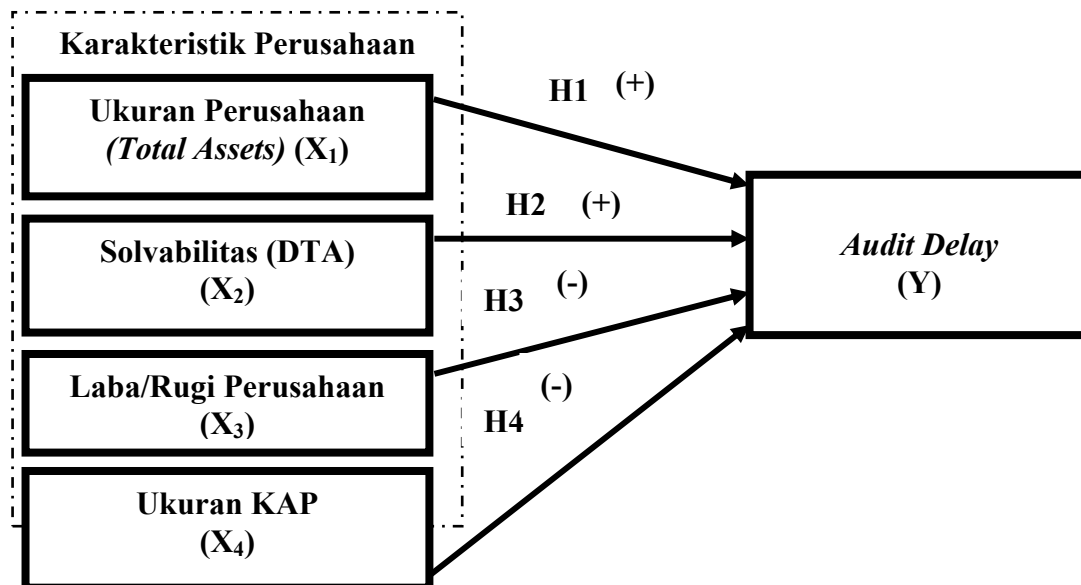 Karakteristik Perusahaan
Ukuran Perusahaan
(Total Assets) (X₁)
Solvabilitas (DTA)
(X₂)
Laba/Rugi Perusahaan
(X₃)
Ukuran KAP
(X₄)
H1 (+)
H2 (+)
H3 (-)
H4 (-)
Audit Delay
(Y)